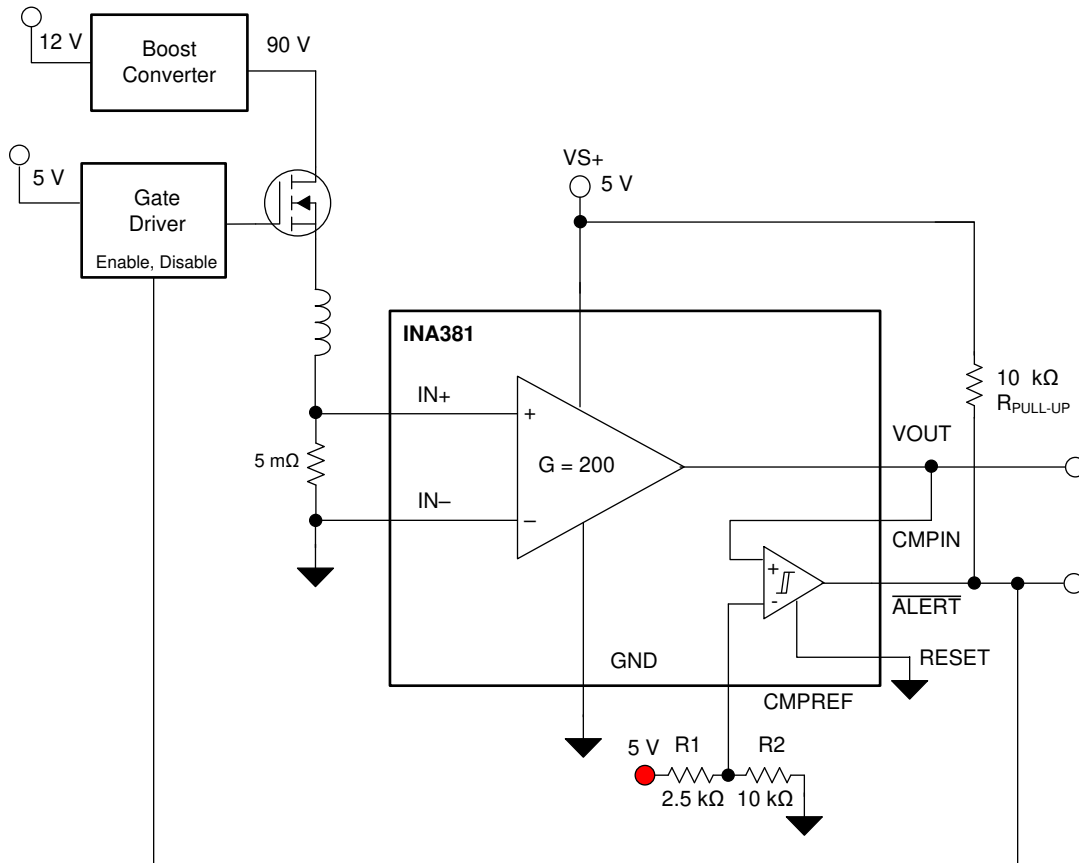 12 V
Boost
Converter
90 V
5 V
Gate
Driver
Enable, Disable
VS+
5 V
INA381
IN+
10 kΩ
RPULL-UP
VOUT
5 mΩ
G = 200
+
IN–
–
CMPIN
+
-
ALERT
RESET
GND
CMPREF
5 V
R1
R2
2.5 kΩ
10 kΩ